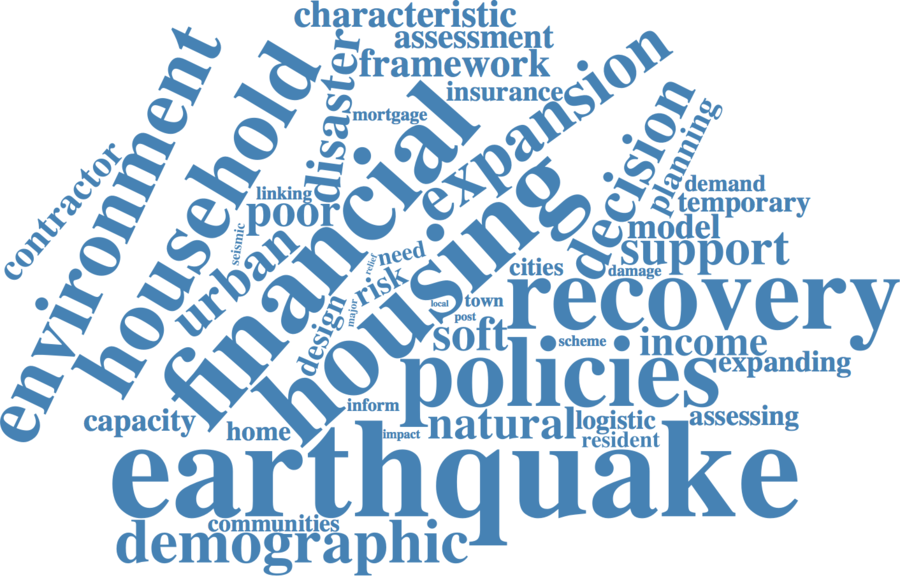 characteristic
assessment
framework
insurance
mortgage
environment
household
disaster
financial
expansion
housing
decision
planning
contractor
linking
poor
urban
seismic
relief
need
risk
major
design
local
town
post
cities
demand
temporary
model
support
damage
recovery
soft
scheme
income
expanding
policies
capacity
home
inform
impact
natural
logistic
resident
assessing
earthquake
communities
demographic